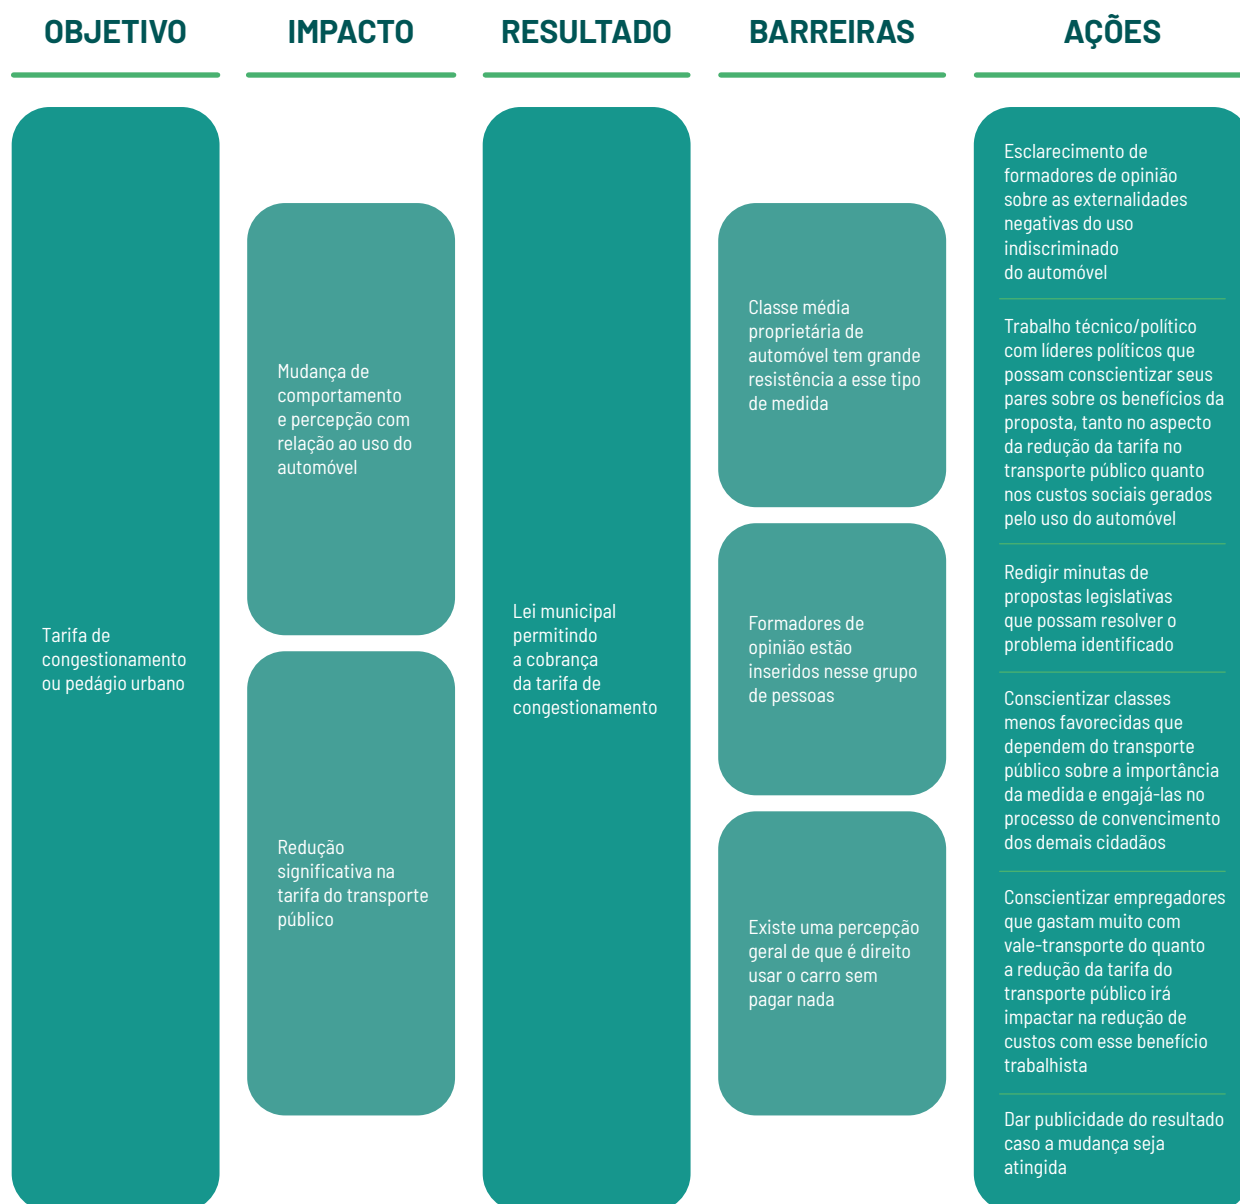 OBJETIVO
IMPACTO
RESULTADO
BARREIRAS
AÇÕES
Tarifa de
congestionamento
ou pedágio urbano
Mudança de
comportamento
e percepção com
relação ao uso do
automóvel
Redução
significativa na
tarifa do transporte
público
Lei municipal
permitindo
a cobrança
da tarifa de
congestionamento
Classe média
proprietária de
automóvel tem grande
resistência a esse tipo
de medida
Formadores de
opinião estão
inseridos nesse grupo
de pessoas
Existe uma percepção
geral de que é direito
usar o carro sem
pagar nada
Esclarecimento de
formadores de opinião
sobre as externalidades
negativas do uso
indiscriminado
do automóvel
Trabalho técnico/político
com líderes políticos que
possam conscientizar seus
pares sobre os benefícios da
proposta, tanto no aspecto
da redução da tarifa no
transporte público quanto
nos custos sociais gerados
pelo uso do automóvel
Redigir minutas de
propostas legislativas
que possam resolver o
problema identificado
Conscientizar classes
menos favorecidas que
dependem do transporte
público sobre a importância
da medida e engajá-las no
processo de convencimento
dos demais cidadãos
Conscientizar empregadores
que gastam muito com
vale-transporte do quanto
a redução da tarifa do
transporte público irá
impactar na redução de
custos com esse benefício
trabalhista
Dar publicidade do resultado
caso a mudança seja
atingida